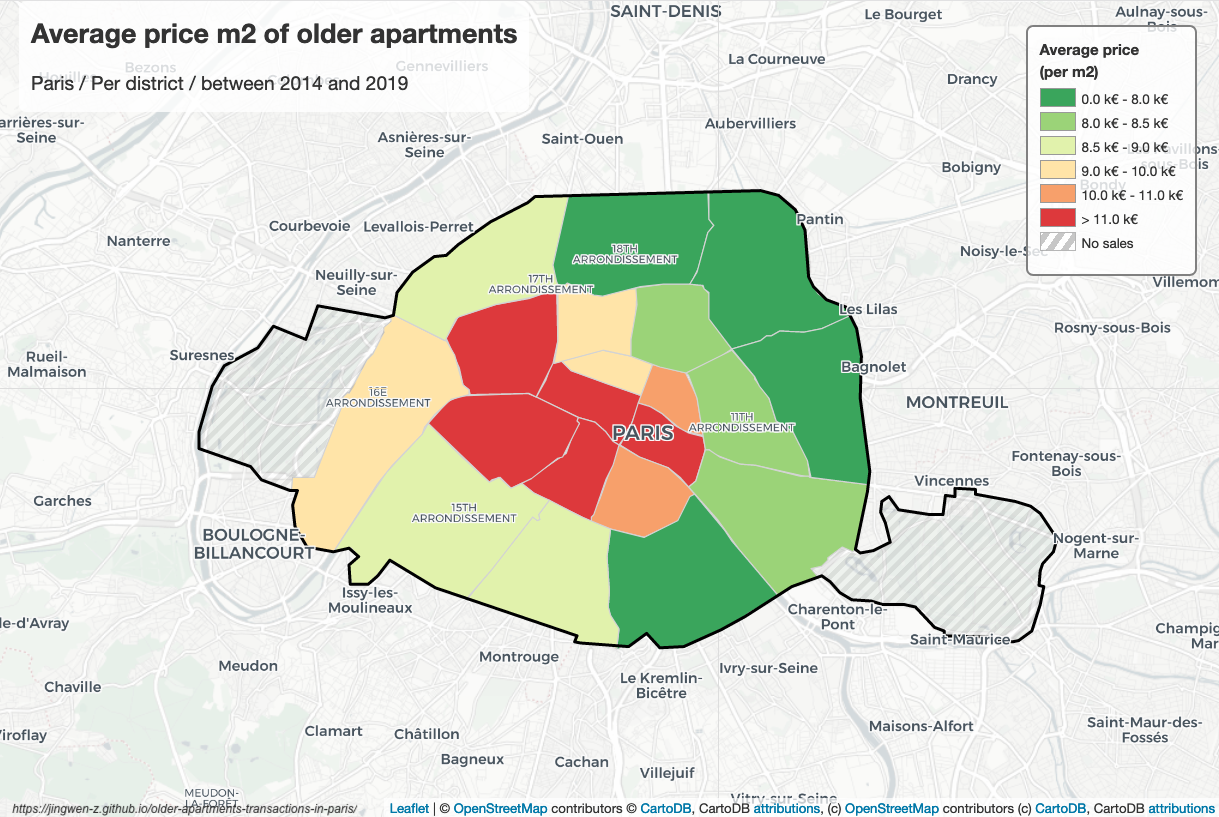 Average price m2 of older apartments
Paris / Per district / between 2014 and 2019
Average price
(per m2)
0.0 k€ - 8.0 k€
8.0 k€ - 8.5 k€
8.5 k€ - 9.0 k€
9.0 k€ - 10.0 k€
10.0 k€ - 11.0 k€
> 11.0 k€
No sales
SAINT-DENIS
Le Bourget
Aulnay-sous-
Bois
Bezons
Gennevilliers
La Courneuve
Drancy
arrières-sur-
Seine
Asnières-sur-
Seine
Saint-Ouen
Aubervilliers
Bobigny
Bondy
Courbevoie
Levallois-Perret
Pantin
Nanterre
Noisy-le-Sec
Neuilly-sur-
Seine
18TH
ARRONDISSEMENT
17TH
ARRONDISSEMENT
Villemom
Les Lilas
Rosny-sous-Bois
Rueil-
Malmaison
Suresnes
Bagnolet
16E
ARRONDISSEMENT
MONTREUIL
11TH
ARRONDISSEMENT
PARIS
Fontenay-sous-
Bois
Vincennes
Garches
15TH
ARRONDISSEMENT
BOULOGNE-
BILLANCOURT
Nogent-sur-
Marne
Issy-les-
Moulineaux
Charenton-le-
Pont
le-d'Avray
Saint-Maurice
Champig
Mar
Meudon
Montrouge
Ivry-sur-Seine
Le Kremlin-
Bicêtre
Chaville
Viroflay
Clamart
Châtillon
Maisons-Alfort
Saint-Maur-des-
Fossés
Bagneux
Cachan
Villejuif
MEUDON-
LA-FORÊT
Vitry-sur-Seine
https://jingwen-z.github.io/older-apartments-transactions-in-paris/
Leaflet | © OpenStreetMap contributors © CartoDB, CartoDB attributions, (c) OpenStreetMap contributors (c) CartoDB, CartoDB attributions